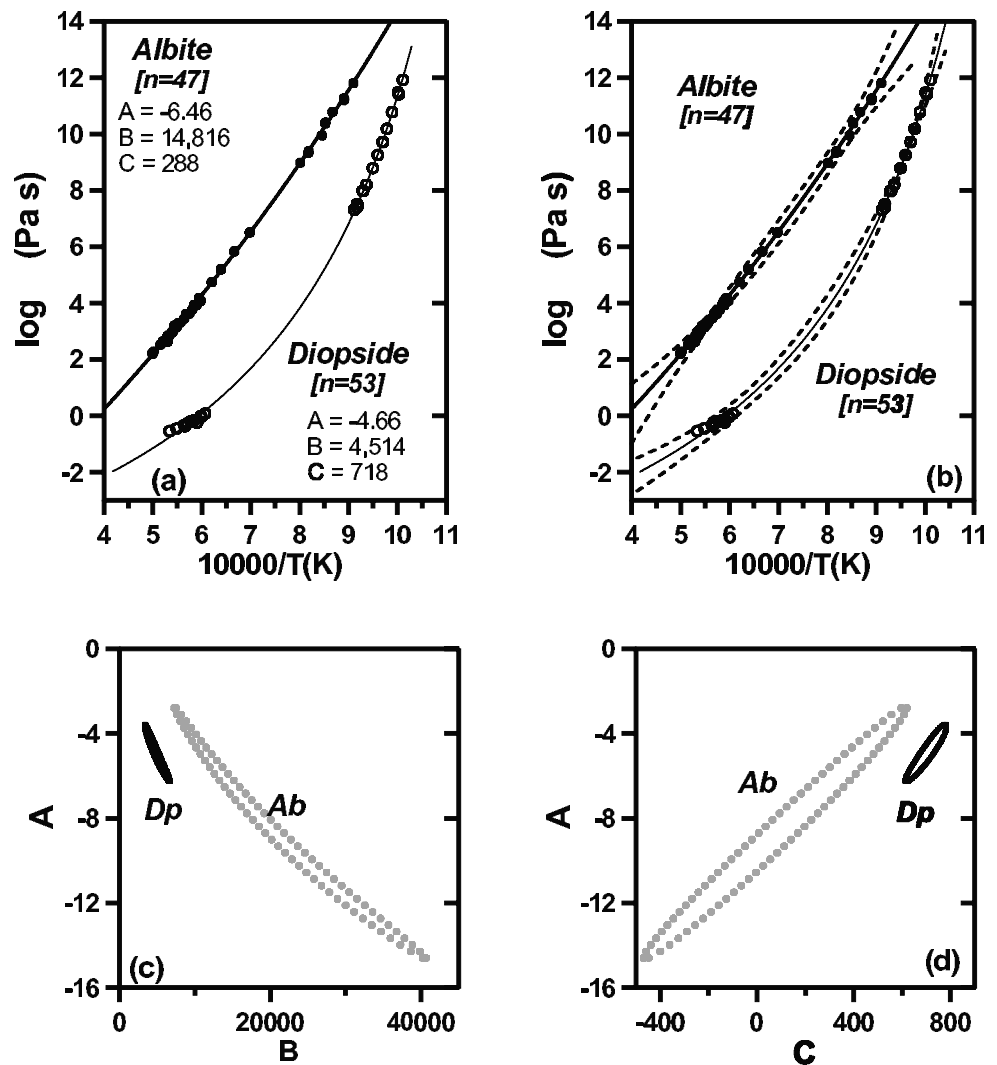 14
12
10
8
6
4
2
0
-2
log (Pa s)
Albite
[n=47]
A = -6.46
B = 14,816
C = 288
Diopside
[n=53]
A = -4.66
B = 4,514
C = 718
(a)
4 5 6 7 8 9 10 11
10000/T(K)
14
12
10
8
6
4
2
0
-2
log (Pa s)
Albite
[n=47]
Diopside
[n=53]
(b)
4 5 6 7 8 9 10 11
10000/T(K)
0
-4
-8
-12
-16
A
Dp
Ab
(c)
0 20000 40000
B
0
-4
-8
-12
-16
A
Ab
Dp
(d)
-400 0 400 800
C